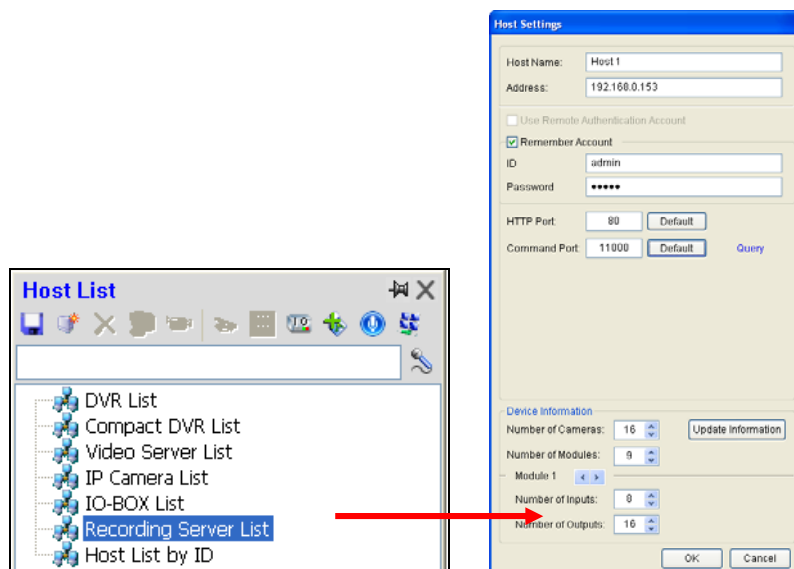 Host Settings
Host Name: Host 1
Address: 192.168.0.153
Use Remote Authentication Account
Remember Account
ID admin
Password •••••
HTTP Port: 80 Default
Command Port: 11000 Default Query
Device Information
Number of Cameras: 16 Update Information
Number of Modules: 9
Module 1
Number of Inputs: 8
Number of Outputs: 16
OK Cancel
Host List
DVR List
Compact DVR List
Video Server List
IP Camera List
IO-BOX List
Recording Server List
Host List by ID